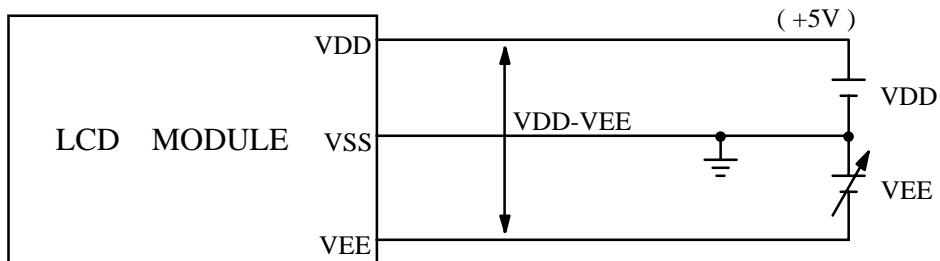 ( +5V )
VDD
VDD
LCD MODULE VSS VDD-VEE
VEE
VEE